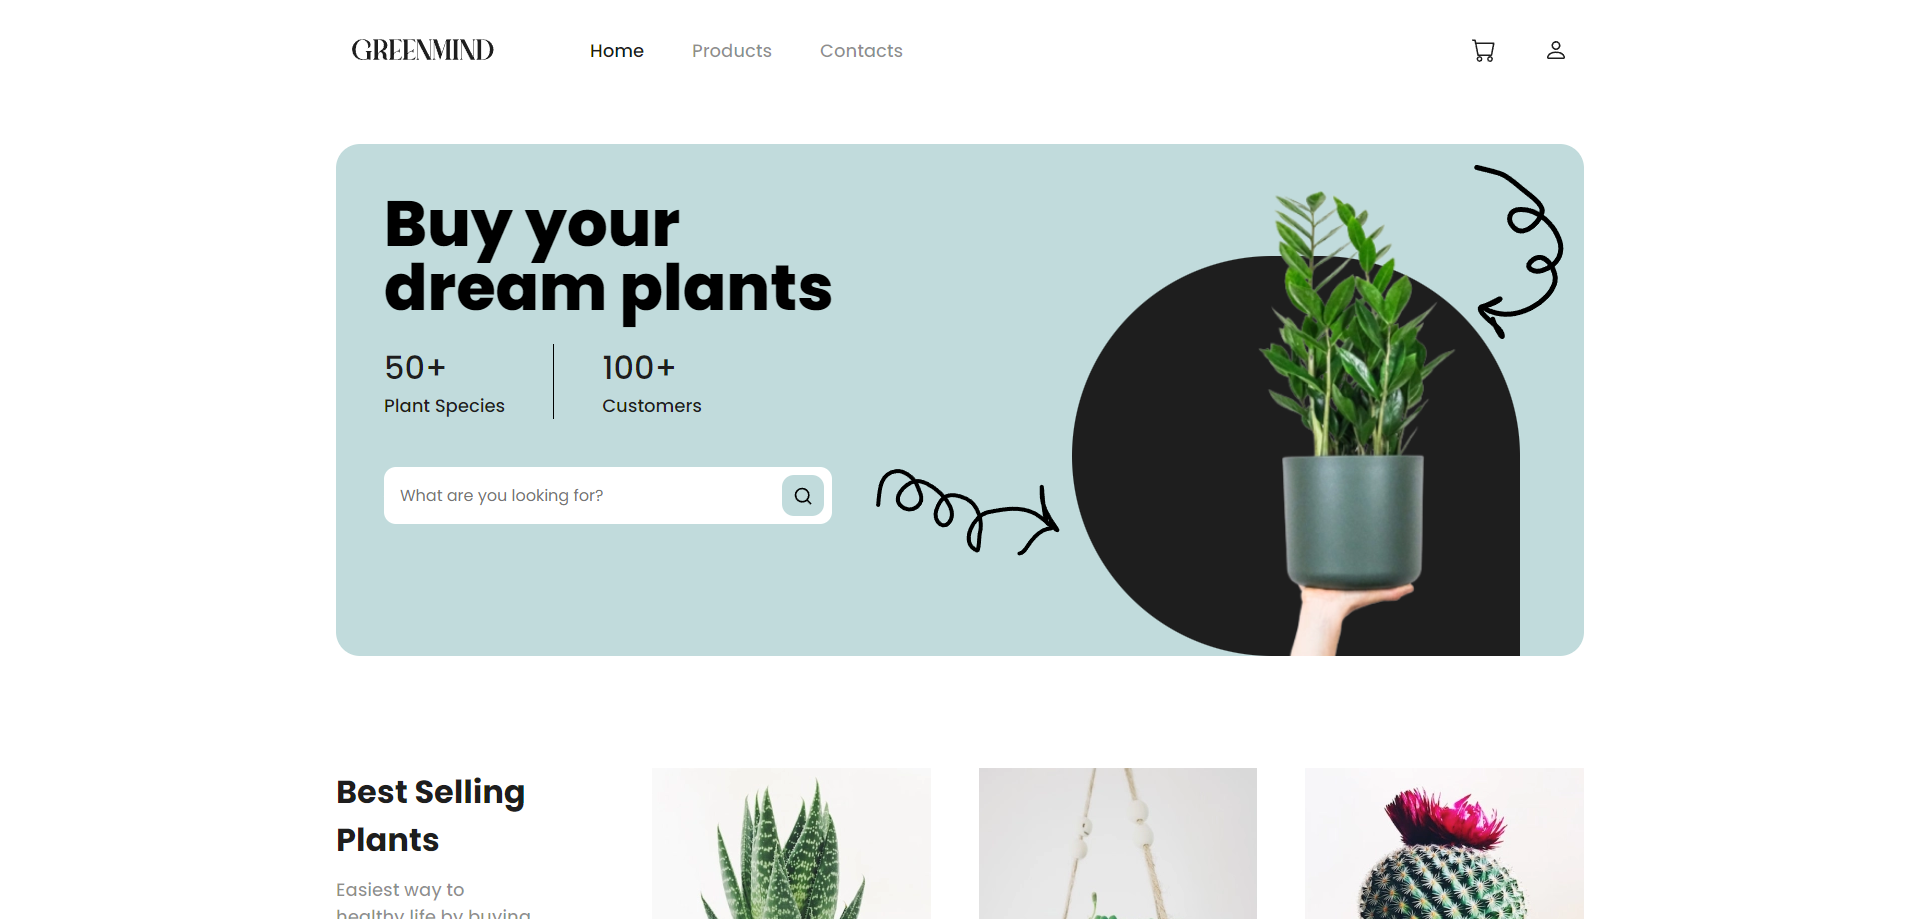 GREENMIND
Home
Products
Contacts
Buy your
dream plants
50+
Plant Species
100+
Customers
What are you looking for?
Best Selling
Plants
Easiest way to
healthy life by buying